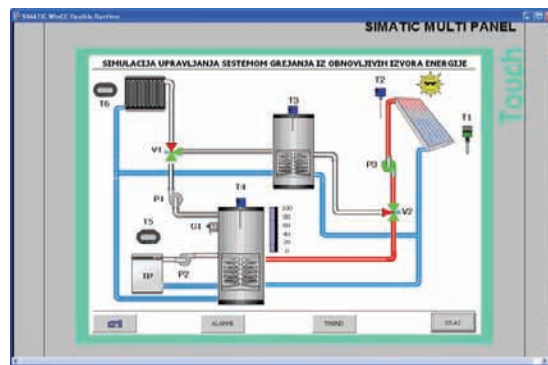 SIMATIC WinCC flexible Runtime
SIMATIC MULTI PANEL
Touch
SIMULACIJA UPRAVLJANJA SISTEMOM GREJANJA IZ OBNOVLJIVIH IZVORA ENERGIJE
T6
T3
T2
T1
V1
P3
P1
T4
T5
G1
100
80
60
40
20
0
V2
TP
P2
ALARMI
TREND
IZLAZ